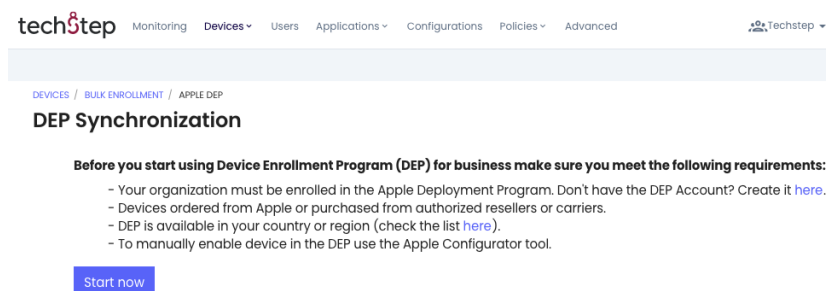 techstep Monitoring Devices Users Applications Configurations Policies Advanced Techstep
DEVICES / BULK ENROLLMENT / APPLE DEP
DEP Synchronization
Before you start using Device Enrollment Program (DEP) for business make sure you meet the following requirements:
- Your organization must be enrolled in the Apple Deployment Program. Don't have the DEP Account? Create it here.
- Devices ordered from Apple or purchased from authorized resellers or carriers.
- DEP is available in your country or region (check the list here).
- To manually enable device in the DEP use the Apple Configurator tool.
Start now